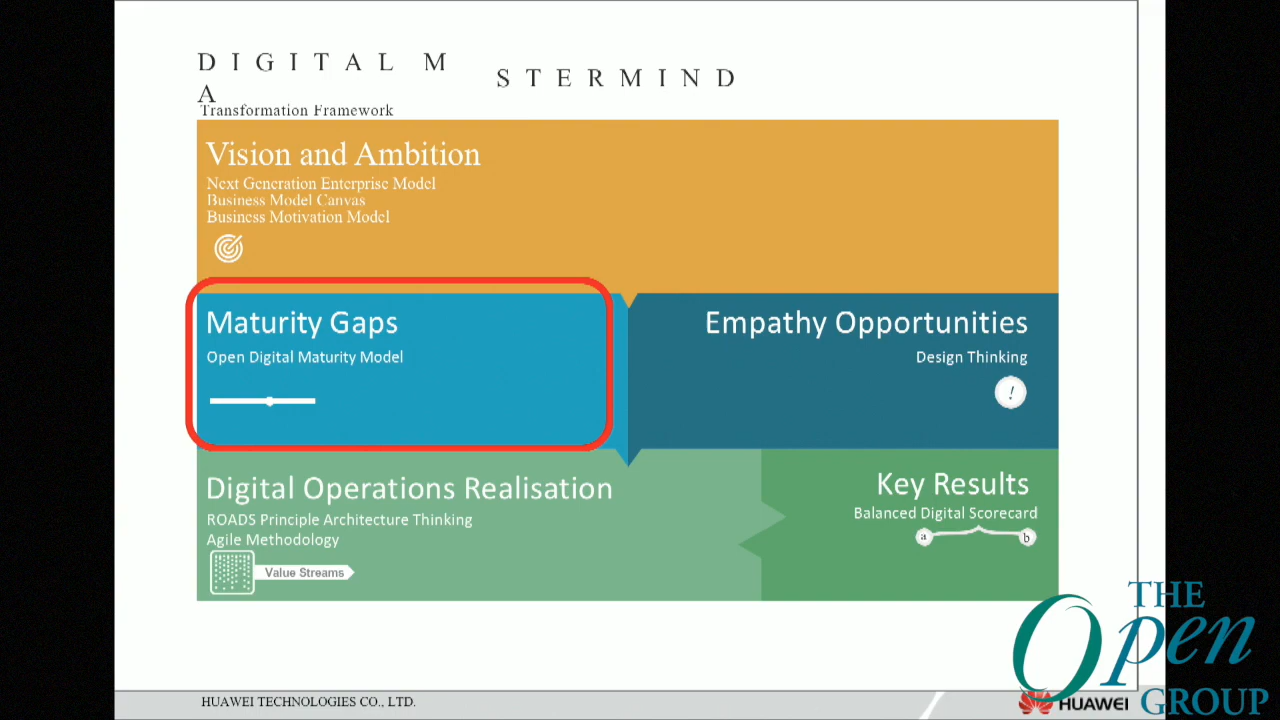 DIGITAL M
A
STERMIND
Transformation Framework
Vision and Ambition
Next Generation Enterprise Model
Business Model Canvas
Business Motivation Model
Maturity Gaps
Open Digital Maturity Model
Empathy Opportunities
Design Thinking
!
Digital Operations Realisation
ROADS Principle Architecture Thinking
Agile Methodology
Value Streams
Key Results
Balanced Digital Scorecard
a
b
HUAWEI TECHNOLOGIES CO., LTD.
HUAWEI
THE
Open
GROUP